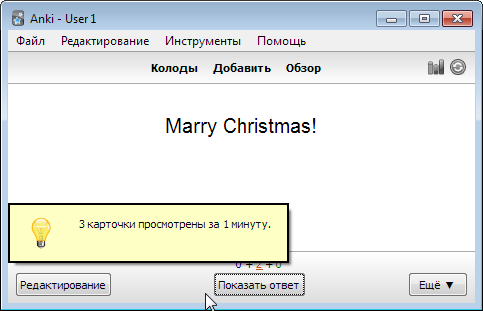 Anki - User 1
Файл Редактирование Инструменты Помощь
Колоды Добавить Обзор
Marry Christmas!
3 карточки просмотрены за 1 минуту.
0 + 2 + 0
Редактирование Показать ответ Ещё ▼